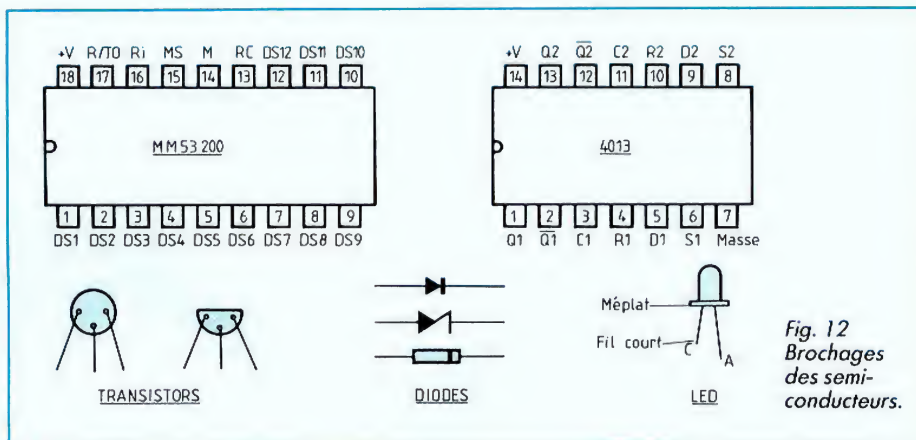 +V R/TO Ri MS M RC DS12 DS11 DS10
18 17 16 15 14 13 12 11 10
MM53200
1 2 3 4 5 6 7 8 9
DS1 DS2 DS3 DS4 DS5 DS6 DS7 DS8 DS9
+V Q2 Q̅2̅ C2 R2 D2 S2
14 13 12 11 10 9 8
4013
1 2 3 4 5 6 7
Q1 Q̅1̅ C1 R1 D1 S1 Masse
TRANSISTORS
DIODES
Méplat
Fil court
C
A
LED
Fig. 12
Brochages
des semi-
conducteurs.